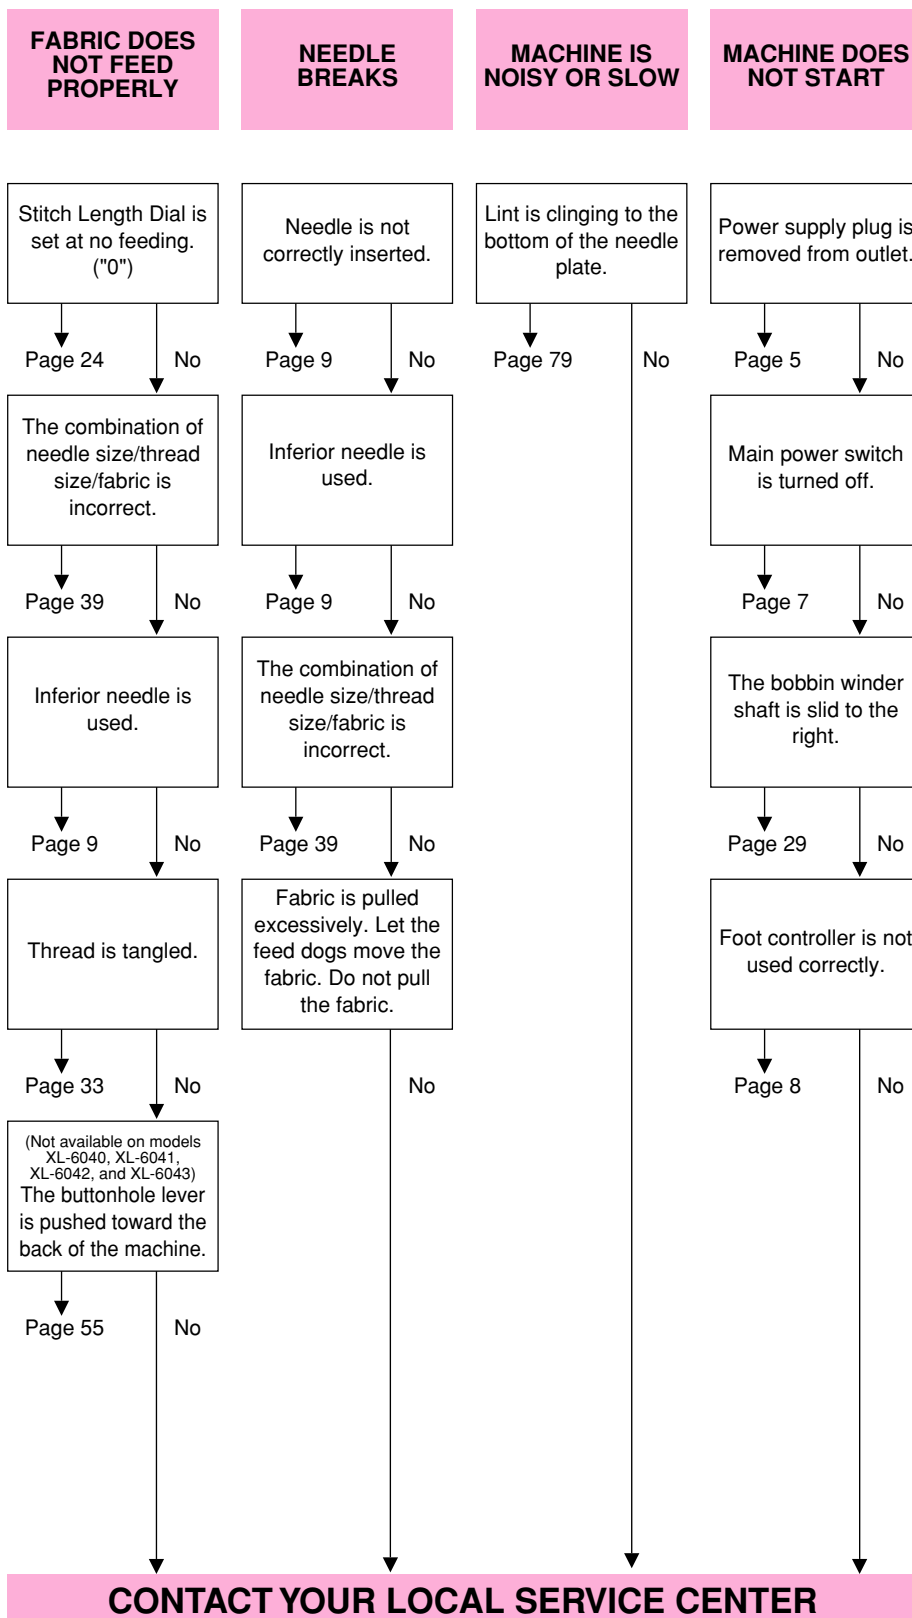 FABRIC DOES
NOT FEED
PROPERLY
Stitch Length Dial is
set at no feeding.
("0")
Page 24
No
The combination of
needle size/thread
size/fabric is
incorrect.
Page 39
No
Inferior needle is
used.
Page 9
No
Thread is tangled.
Page 33
No
(Not available on models
XL-6040, XL-6041,
XL-6042, and XL-6043)
The buttonhole lever
is pushed toward the
back of the machine.
Page 55
No
NEEDLE
BREAKS
Needle is not
correctly inserted.
Page 9
No
Inferior needle is
used.
Page 9
No
The combination of
needle size/thread
size/fabric is
incorrect.
Page 39
No
Fabric is pulled
excessively. Let the
feed dogs move the
fabric. Do not pull
the fabric.
No
MACHINE IS
NOISY OR SLOW
Lint is clinging to the
bottom of the needle
plate.
Page 79
No
MACHINE DOES
NOT START
Power supply plug is
removed from outlet.
Page 5
No
Main power switch
is turned off.
Page 7
No
The bobbin winder
shaft is slid to the
right.
Page 29
No
Foot controller is not
used correctly.
Page 8
No
CONTACT YOUR LOCAL SERVICE CENTER